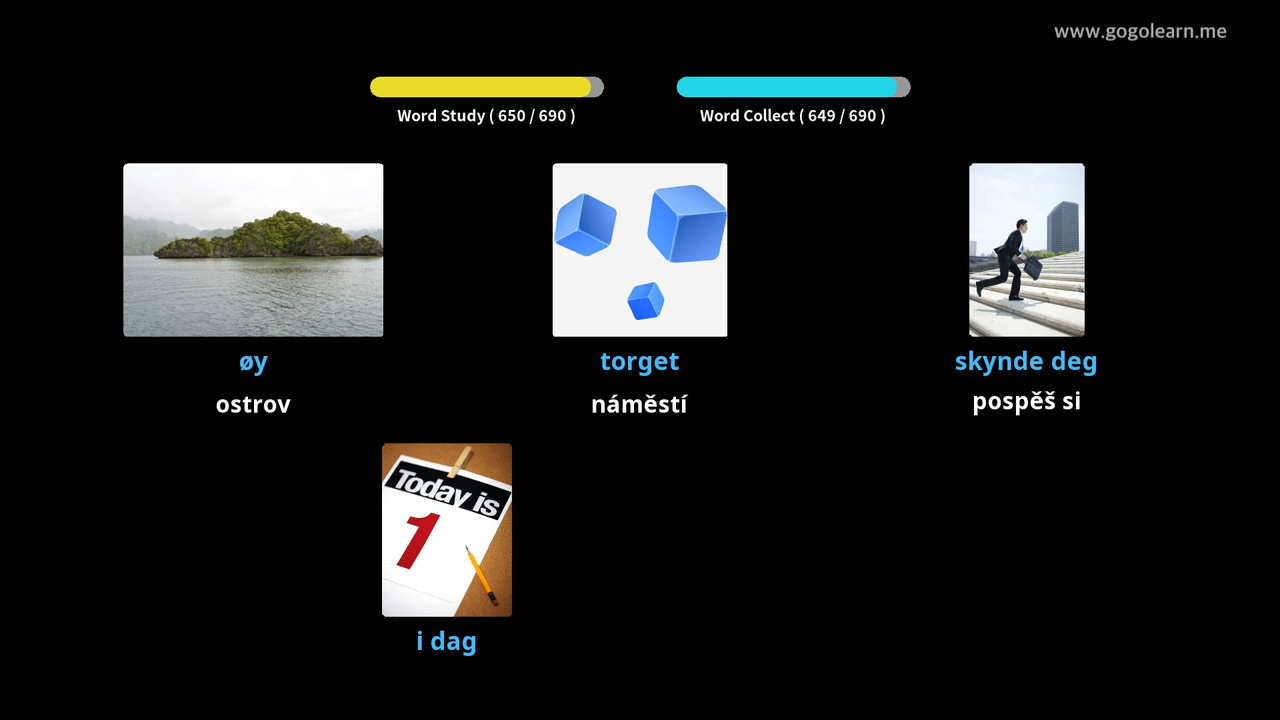 www.gogolearn.me
Word Study ( 650 / 690 )
Word Collect ( 649 / 690 )
øy
torget
skynde deg
ostrov
náměstí
pospěš si
Today is
1
i dag